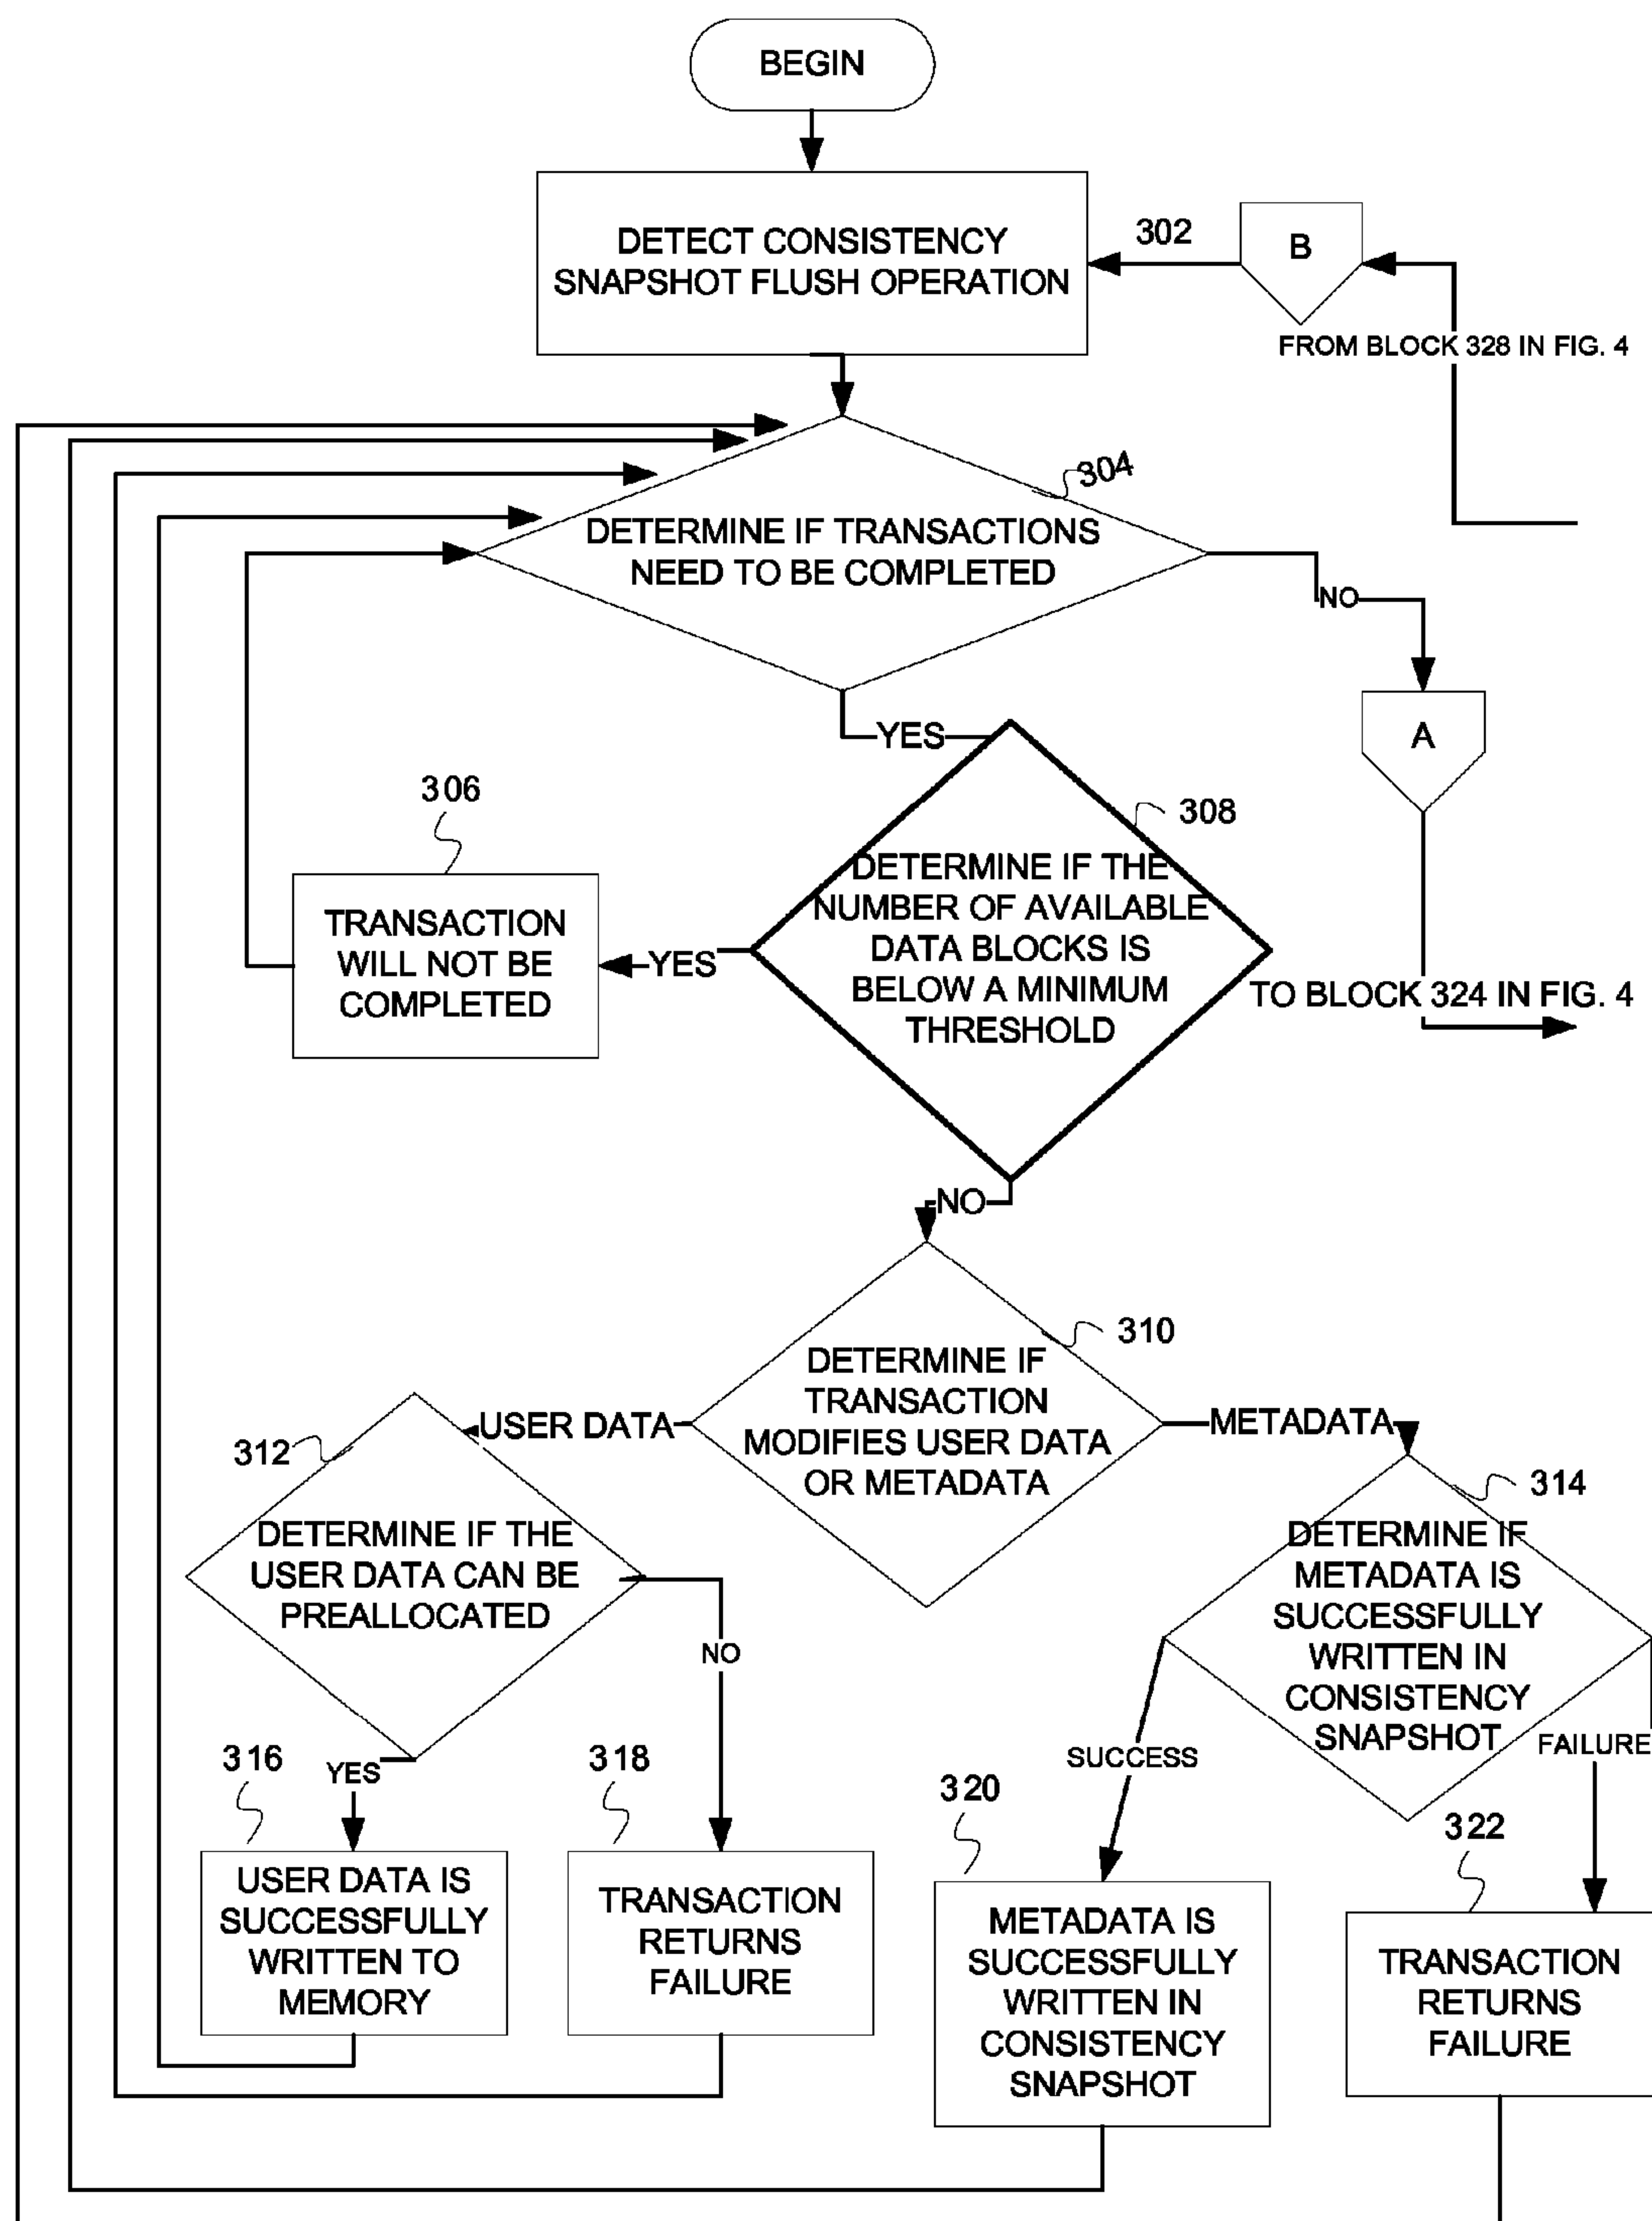 BEGIN
DETECT CONSISTENCY
SNAPSHOT FLUSH OPERATION
302
B
FROM BLOCK 328 IN FIG. 4
304
DETERMINE IF TRANSACTIONS
NEED TO BE COMPLETED
NO
A
YES
306
308
TRANSACTION
WILL NOT BE
COMPLETED
YES
DETERMINE IF THE
NUMBER OF AVAILABLE
DATA BLOCKS IS
BELOW A MINIMUM
THRESHOLD
TO BLOCK 324 IN FIG. 4
NO
310
DETERMINE IF
TRANSACTION
MODIFIES USER DATA
OR METADATA
USER DATA
METADATA
312
DETERMINE IF THE
USER DATA CAN BE
PREALLOCATED
NO
314
DETERMINE IF
METADATA IS
SUCCESSFULLY
WRITTEN IN
CONSISTENCY
SNAPSHOT
FAILURE
SUCCESS
316
YES
318
320
322
USER DATA IS
SUCCESSFULLY
WRITTEN TO
MEMORY
TRANSACTION
RETURNS
FAILURE
METADATA IS
SUCCESSFULLY
WRITTEN IN
CONSISTENCY
SNAPSHOT
TRANSACTION
RETURNS
FAILURE